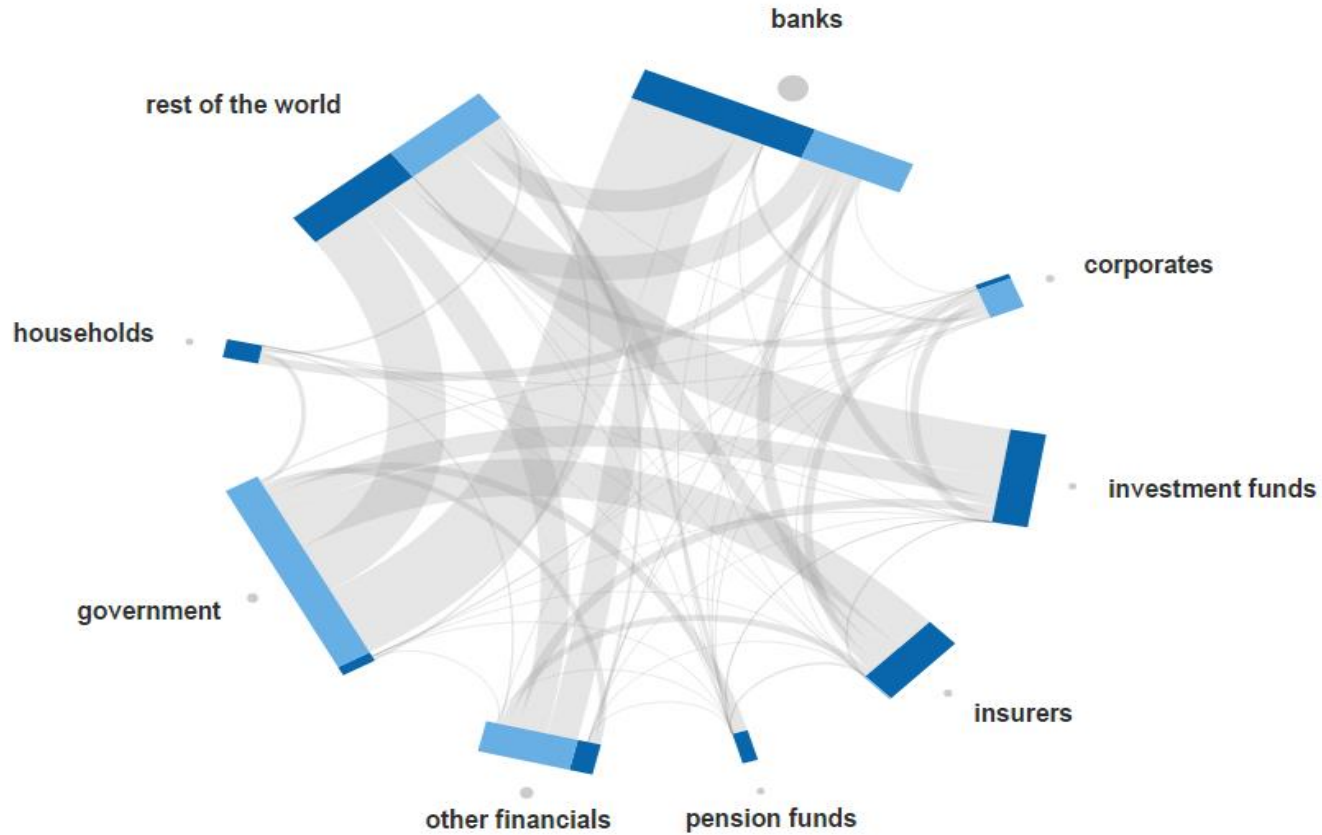 banks
rest of the world
corporates
households
investment funds
government
insurers
other financials
pension funds